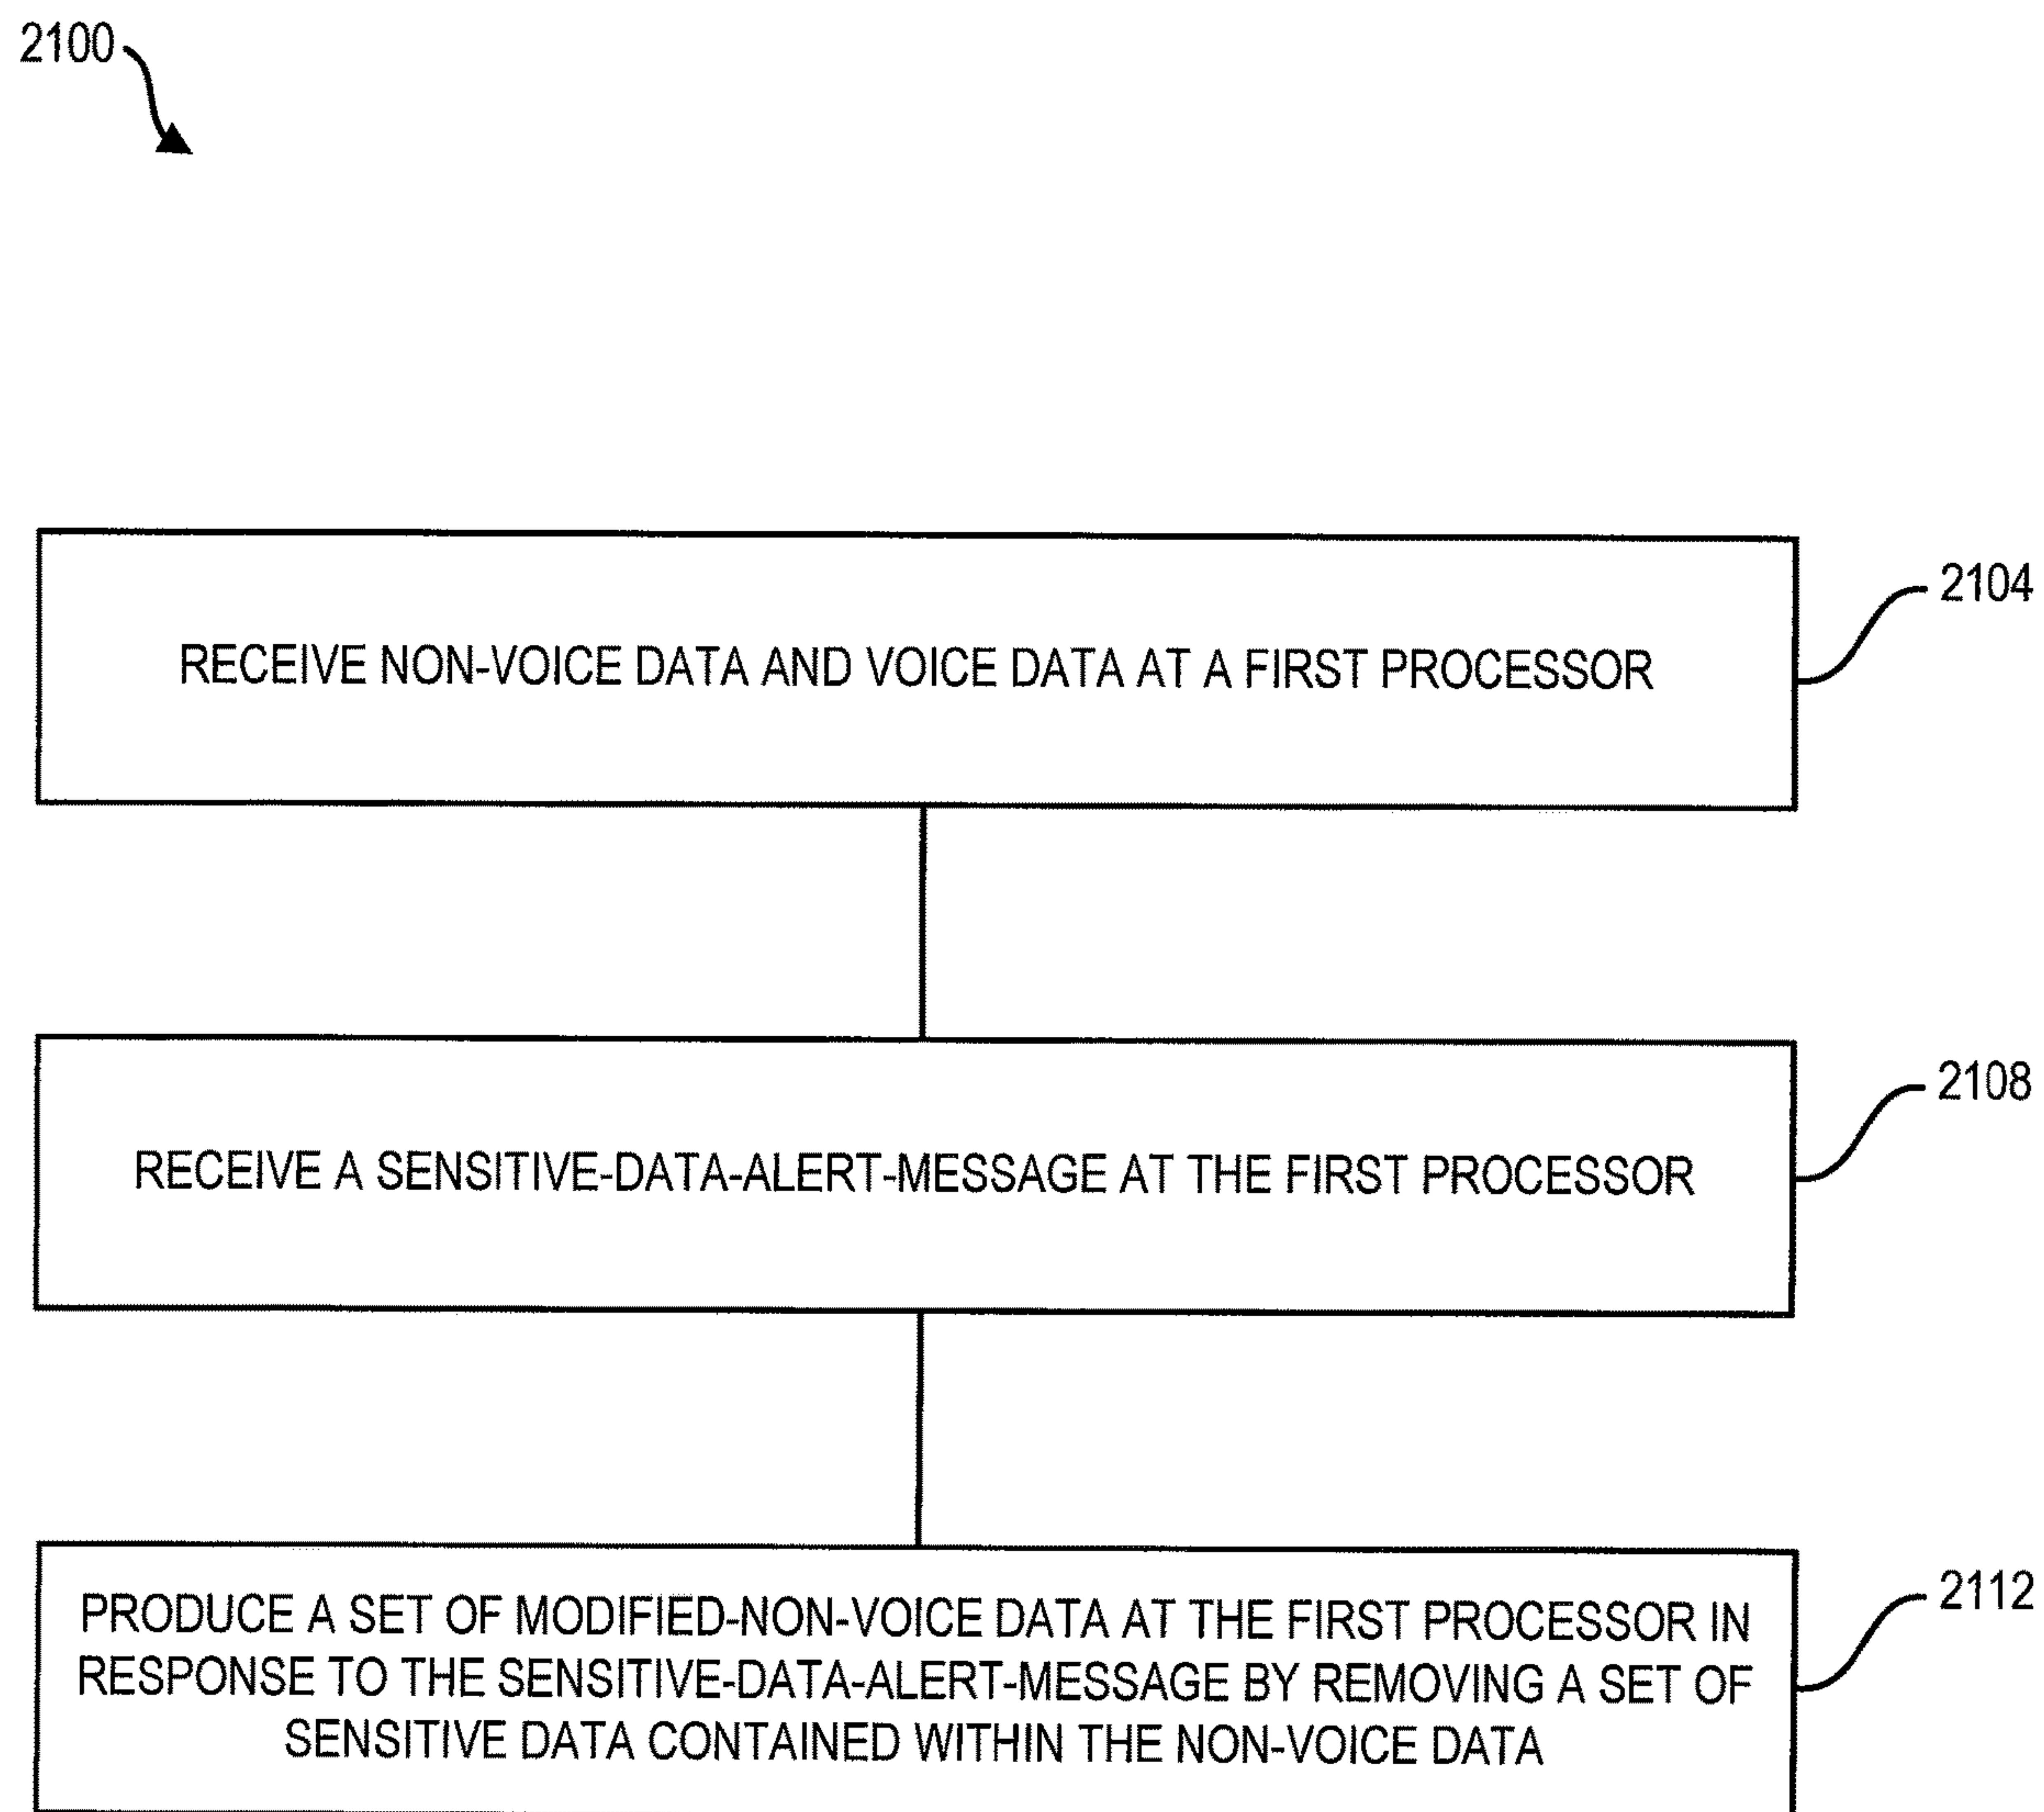 2100
RECEIVE NON-VOICE DATA AND VOICE DATA AT A FIRST PROCESSOR
2104
RECEIVE A SENSITIVE-DATA-ALERT-MESSAGE AT THE FIRST PROCESSOR
2108
PRODUCE A SET OF MODIFIED-NON-VOICE DATA AT THE FIRST PROCESSOR IN
RESPONSE TO THE SENSITIVE-DATA-ALERT-MESSAGE BY REMOVING A SET OF
SENSITIVE DATA CONTAINED WITHIN THE NON-VOICE DATA
2112